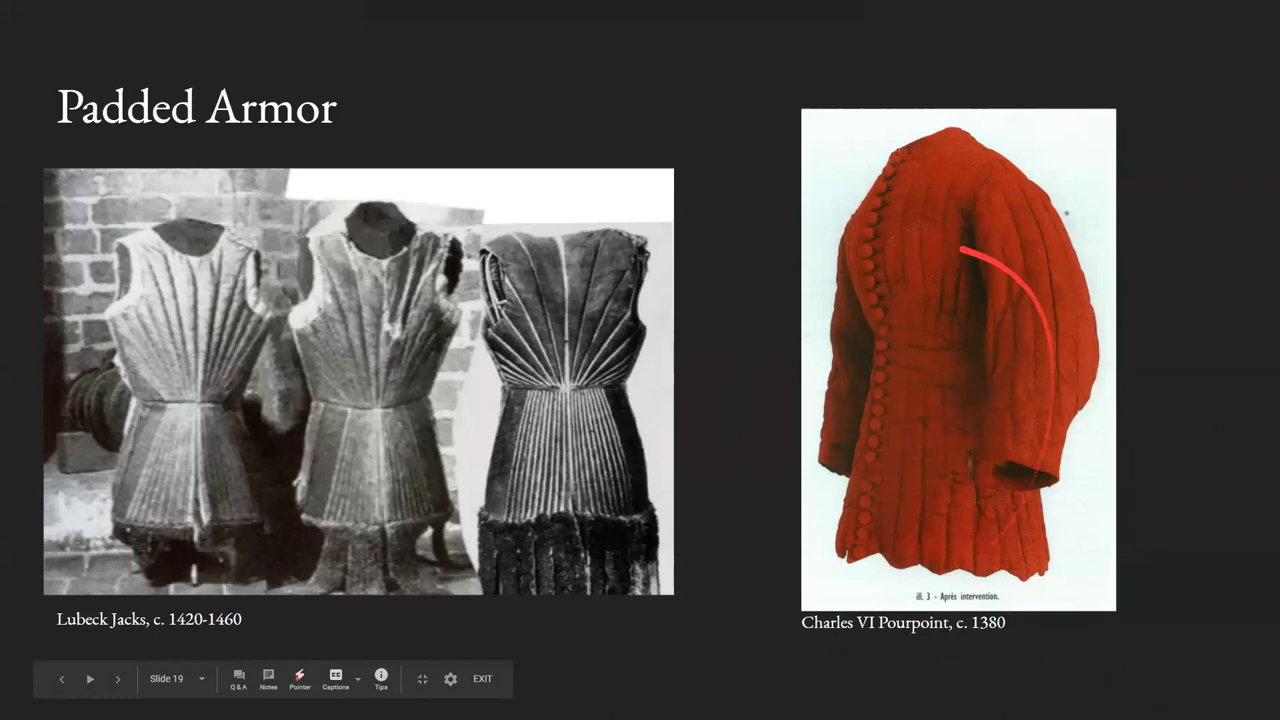 Padded Armor
ill. 3 - Après intervention.
Lubeck Jacks, c. 1420-1460
Charles VI Pourpoint, c. 1380
Slide 19
Q & A
Notes
Pointer
CC
Captions
Tips
EXIT